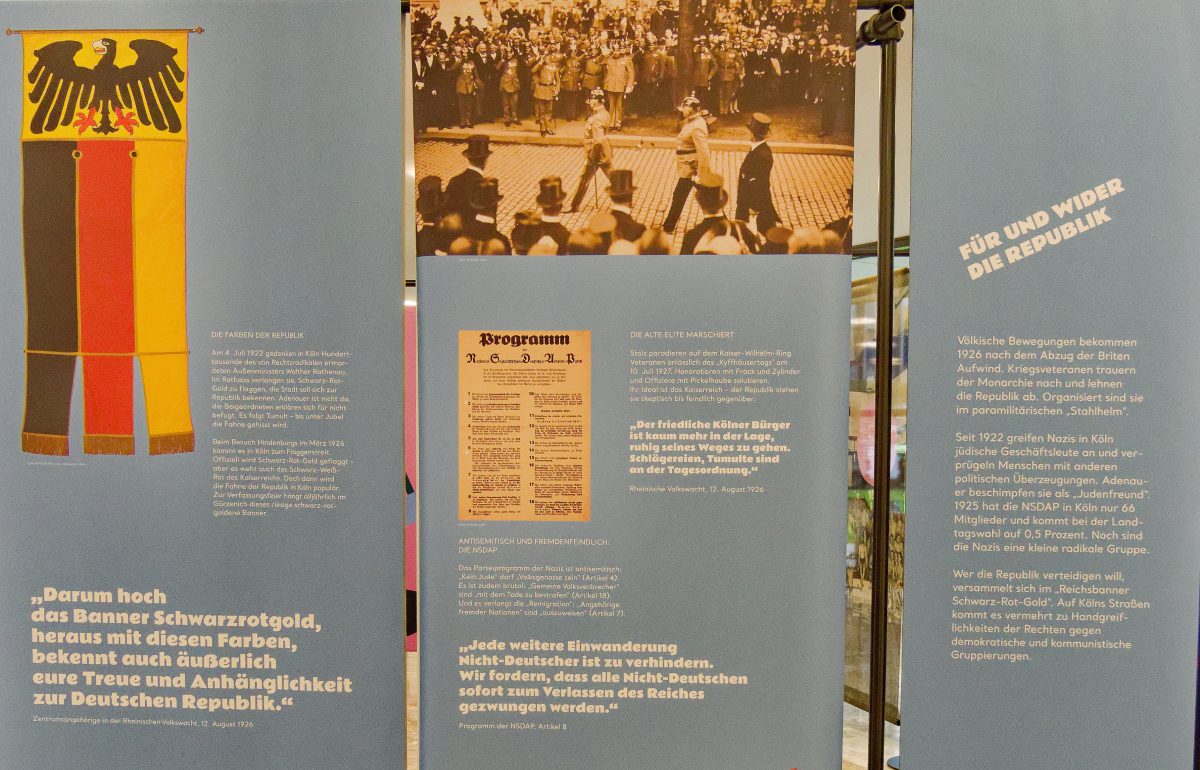 DIE FARBEN DER REPUBLIK
Am 4. Juli 1922 gedenken in Köln Hundert-
tausende des von Rechtsradikalen ermor-
deten Außenministers Walther Rathenau.
Im Rathaus verlangen sie, Schwarz-Rot-
Gold zu flaggen, die Stadt soll sich zur
Republik bekennen. Adenauer ist nicht da,
die Beigeordneten erklären sich für nicht
befugt. Es folgt Tumult – bis unter Jubel
die Fahne gehisst wird.
Beim Besuch Hindenburgs im März 1926
kommt es in Köln zum Flaggenstreit.
Offiziell wird Schwarz-Rot-Gold geflaggt –
aber es weht auch das Schwarz-Weiß-
Rot des Kaiserreichs. Doch dann wird
die Fahne der Republik in Köln populär.
Zur Verfassungsfeier hängt alljährlich im
Gürzenich dieses riesige schwarz-rot-
goldene Banner.
„Darum hoch
das Banner Schwarzrotgold,
heraus mit diesen Farben,
bekennt auch äußerlich
eure Treue und Anhänglichkeit
zur Deutschen Republik.“
Zentrumsangehörige in der Rheinischen Volkswacht, 12. August 1926
Programm
der
National-Sozialistischen Deutschen Arbeiter-Partei
ANTISEMITISCH UND FREMDENFEINDLICH:
DIE NSDAP
Das Parteiprogramm der Nazis ist antisemitisch:
„Kein Jude“ darf „Volksgenosse sein“ (Artikel 4).
Es ist zudem brutal: „Gemeine Volksverbrecher“
sind „mit dem Tode zu bestrafen“ (Artikel 18).
Und es verlangt die „Remigration“: „Angehörige
fremder Nationen“ sind „auszuweisen“ (Artikel 7).
„Jede weitere Einwanderung
Nicht-Deutscher ist zu verhindern.
Wir fordern, dass alle Nicht-Deutschen
sofort zum Verlassen des Reiches
gezwungen werden.“
Programm der NSDAP, Artikel 8
DIE ALTE ELITE MARSCHIERT
Stolz paradieren auf dem Kaiser-Wilhelm-Ring
Veteranen anlässlich des „Kyffhäusertags“ am
10. Juli 1927. Honoratioren mit Frack und Zylinder
und Offiziere mit Pickelhaube salutieren.
Ihr Ideal ist das Kaiserreich – der Republik stehen
sie skeptisch bis feindlich gegenüber.
„Der friedliche Kölner Bürger
ist kaum mehr in der Lage,
ruhig seines Weges zu gehen.
Schlägereien, Tumulte sind
an der Tagesordnung.“
Rheinische Volkswacht, 12. August 1926
FÜR UND WIDER
DIE REPUBLIK
Völkische Bewegungen bekommen
1926 nach dem Abzug der Briten
Aufwind. Kriegsveteranen trauern
der Monarchie nach und lehnen
die Republik ab. Organisiert sind sie
im paramilitärischen „Stahlhelm“.
Seit 1922 greifen Nazis in Köln
jüdische Geschäftsleute an und ver-
prügeln Menschen mit anderen
politischen Überzeugungen. Adenau-
er beschimpfen sie als „Judenfreund“.
1925 hat die NSDAP in Köln nur 66
Mitglieder und kommt bei der Land-
tagswahl auf 0,5 Prozent. Noch sind
die Nazis eine kleine radikale Gruppe.
Wer die Republik verteidigen will,
versammelt sich im „Reichsbanner
Schwarz-Rot-Gold“. Auf Kölns Straßen
kommt es vermehrt zu Handgreif-
lichkeiten der Rechten gegen
demokratische und kommunistische
Gruppierungen.